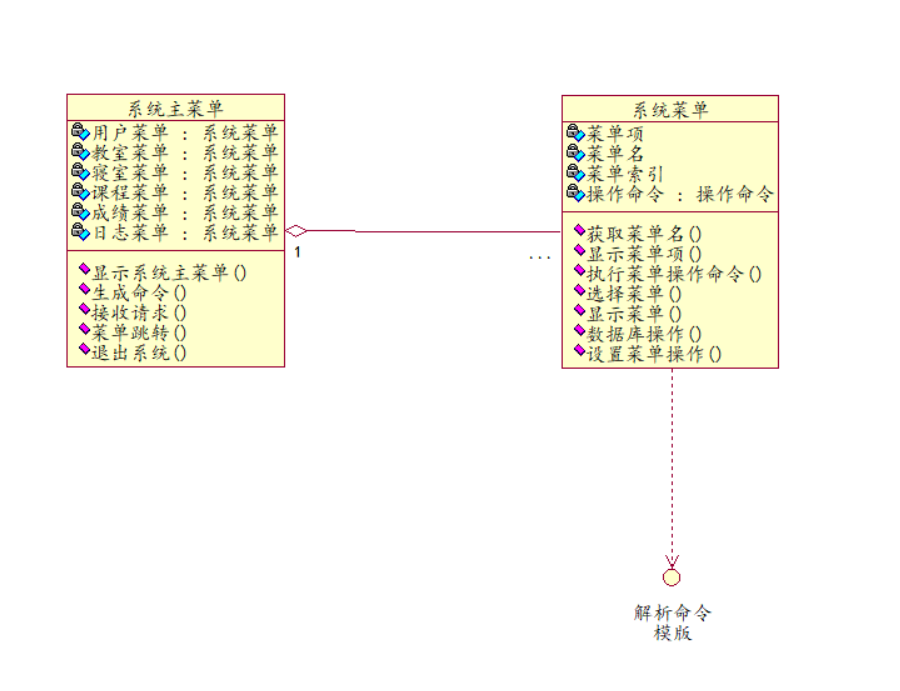 系统主菜单
用户菜单 : 系统菜单
教室菜单 : 系统菜单
寝室菜单 : 系统菜单
课程菜单 : 系统菜单
成绩菜单 : 系统菜单
日志菜单 : 系统菜单
显示系统主菜单()
生成命令()
接收请求()
菜单跳转()
退出系统()
1
...
系统菜单
菜单项
菜单名
菜单索引
操作命令 : 操作命令
获取菜单名()
显示菜单项()
执行菜单操作命令()
选择菜单()
显示菜单()
数据库操作()
设置菜单操作()
解析命令
模版